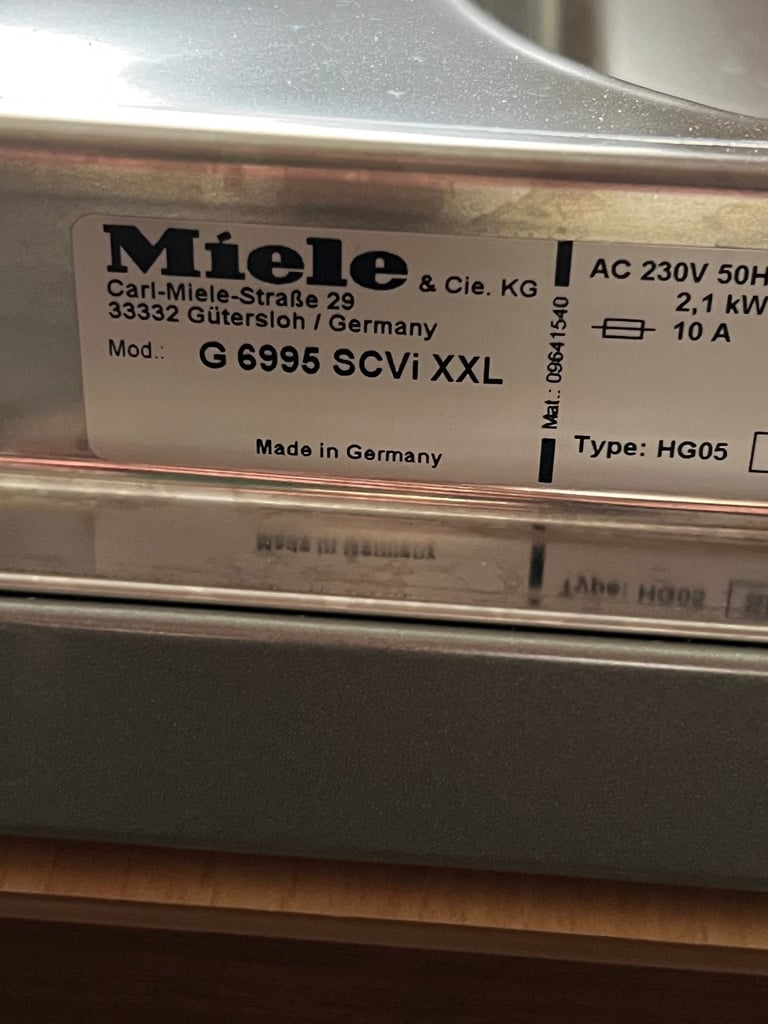 Miele & Cie. KG
Carl-Miele-Straße 29
33332 Gütersloh / Germany
Mod.: G 6995 SCVi XXL
Made in Germany
Mat.: 09641540
AC 230V 50H
2,1 kW
10 A
Type: HG05